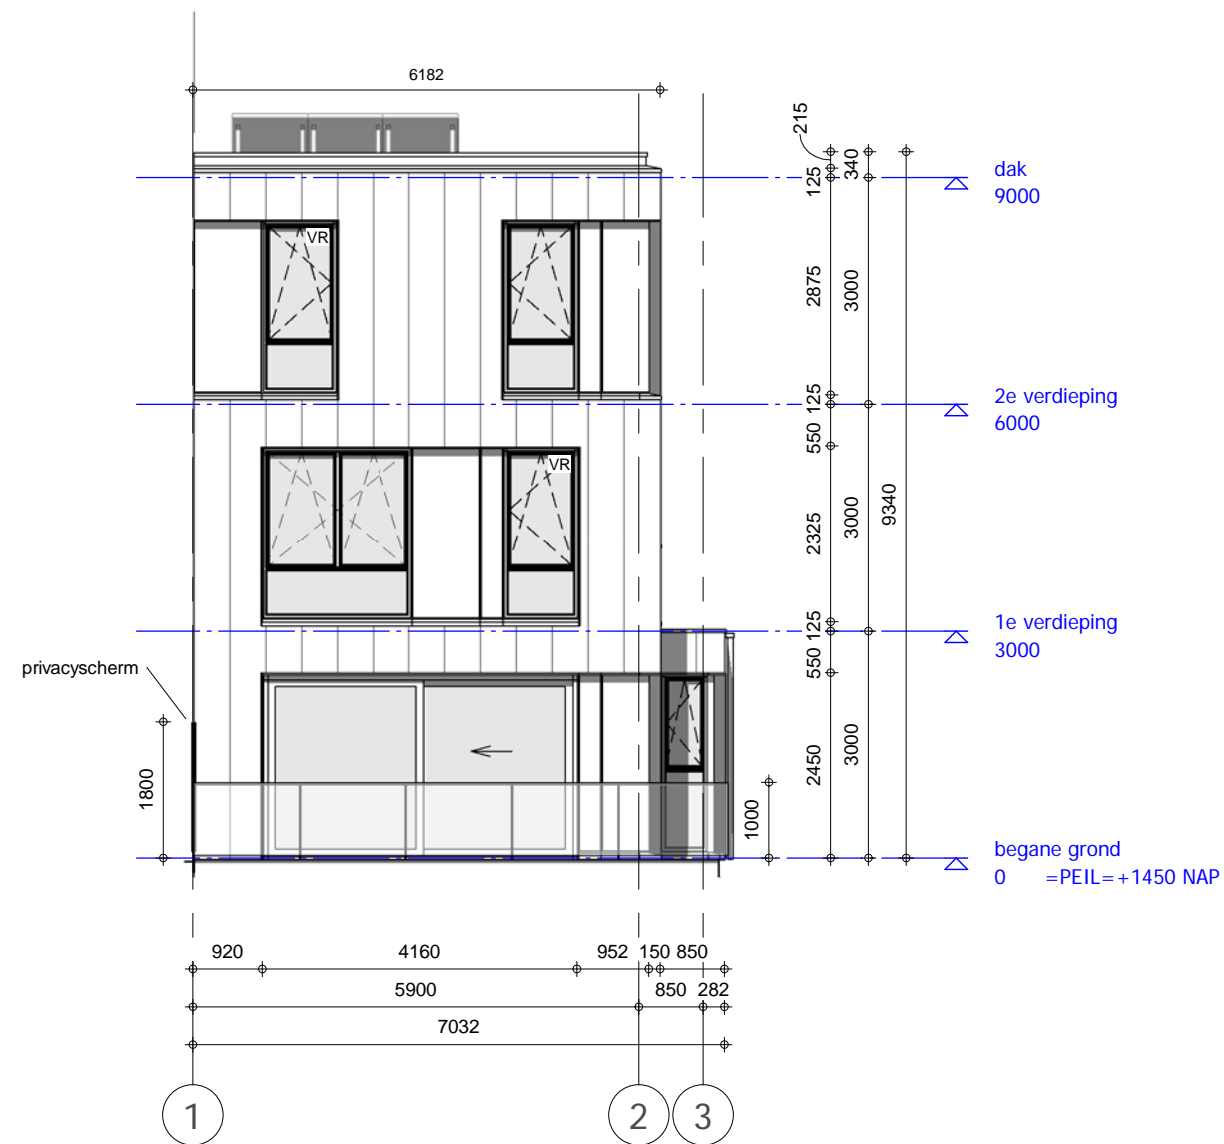 6182
215
340
125
dak
9000
VR
2875
3000
2e verdieping
6000
125
550
VR
9340
3000
2325
1e verdieping
3000
125
550
privacyscherm
3000
2450
1800
1000
begane grond
0 =PEIL=+1450 NAP
920 4160 952 150 850
5900 850 282
7032
1 2 3